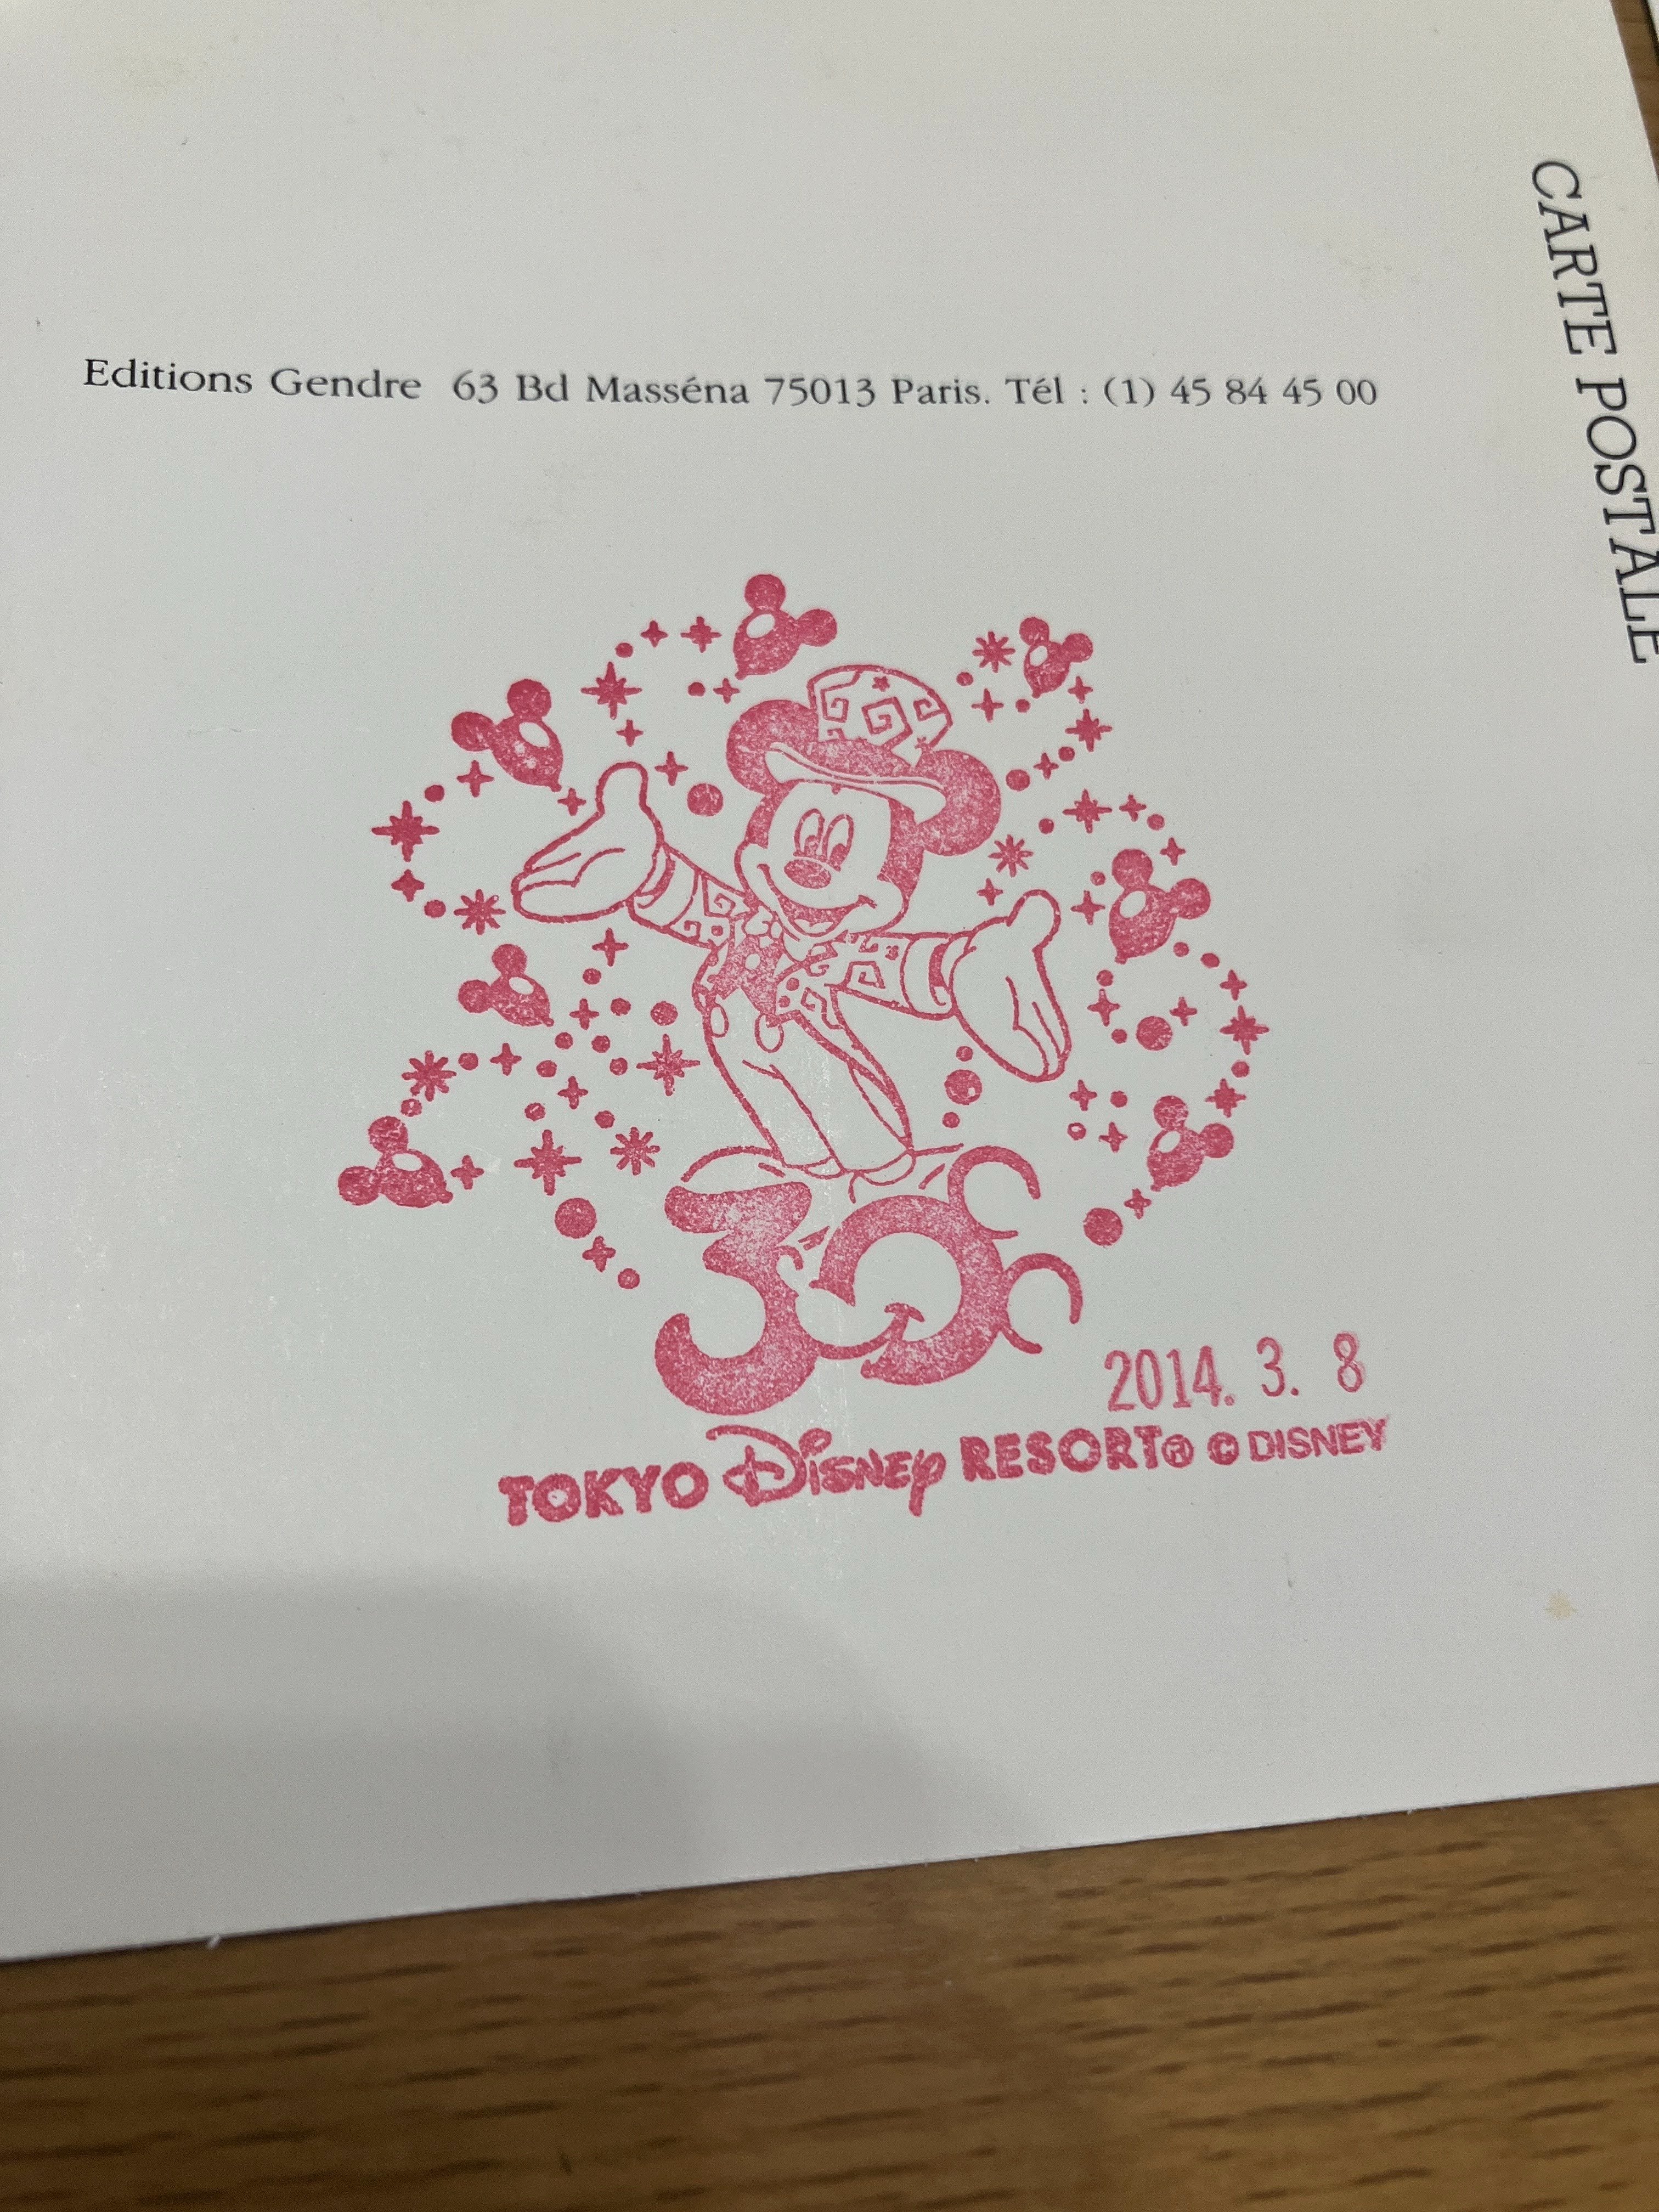 CARTE POSTALE
Editions Gendre 63 Bd Masséna 75013 Paris. Tél : (1) 45 84 45 00
30
2014. 3. 8
TOKYO Disney RESORT® © DISNEY